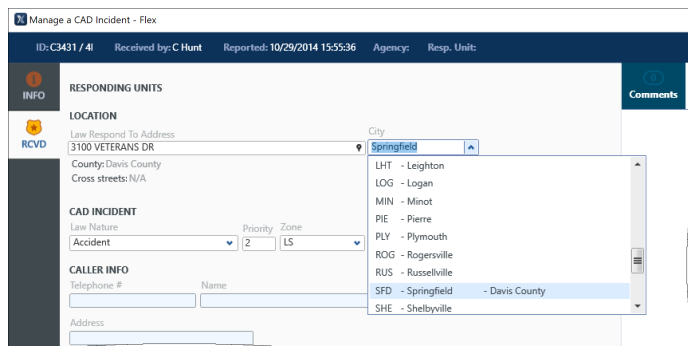 Manage a CAD Incident - Flex
ID: C3431 / 4l Received by: C Hunt Reported: 10/29/2014 15:55:36 Agency: Resp. Unit:
INFO
RCVD
RESPONDING UNITS
0
Comments
LOCATION
Law Respond To Address City
3100 VETERANS DR Springfield
County: Davis County
Cross streets: N/A
LHT - Leighton
LOG - Logan
MIN - Minot
PIE - Pierre
PLY - Plymouth
ROG - Rogersville
RUS - Russellville
SFD - Springfield - Davis County
SHE - Shelbyville
CAD INCIDENT
Law Nature Priority Zone
Accident 2 LS
CALLER INFO
Telephone # Name
Address